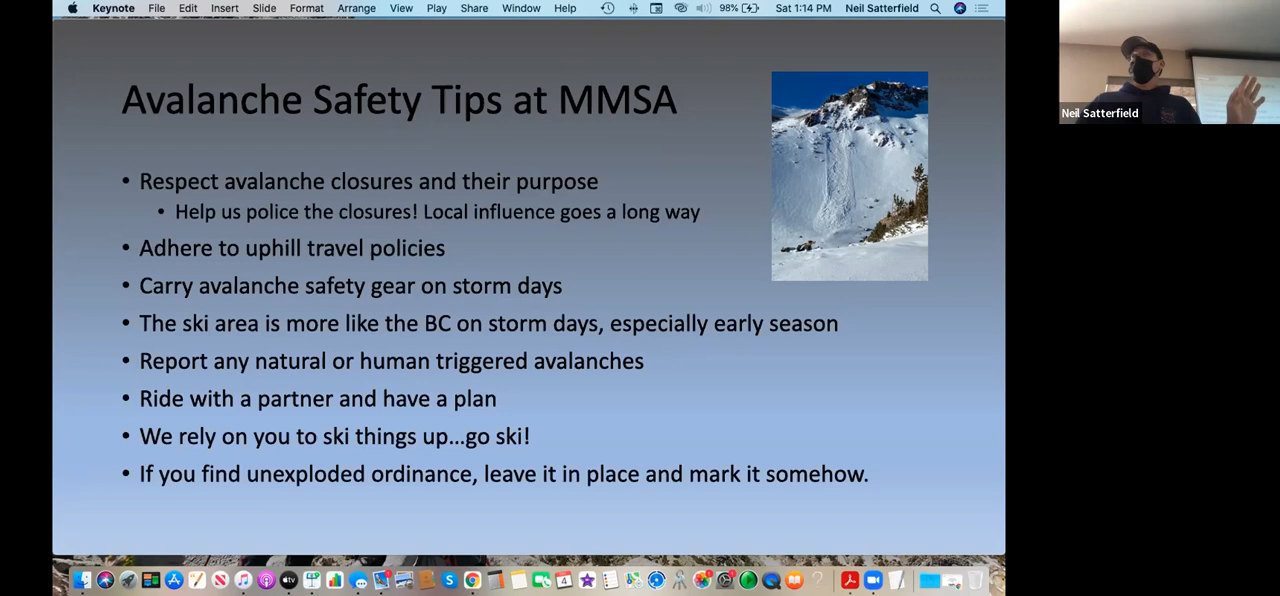 Keynote File Edit Insert Slide Format Arrange View Play Share Window Help 98% Sat 1:14 PM Neil Satterfield
Avalanche Safety Tips at MMSA
• Respect avalanche closures and their purpose
• Help us police the closures! Local influence goes a long way
• Adhere to uphill travel policies
• Carry avalanche safety gear on storm days
• The ski area is more like the BC on storm days, especially early season
• Report any natural or human triggered avalanches
• Ride with a partner and have a plan
• We rely on you to ski things up...go ski!
• If you find unexploded ordinance, leave it in place and mark it somehow.
Neil Satterfield
tv
4